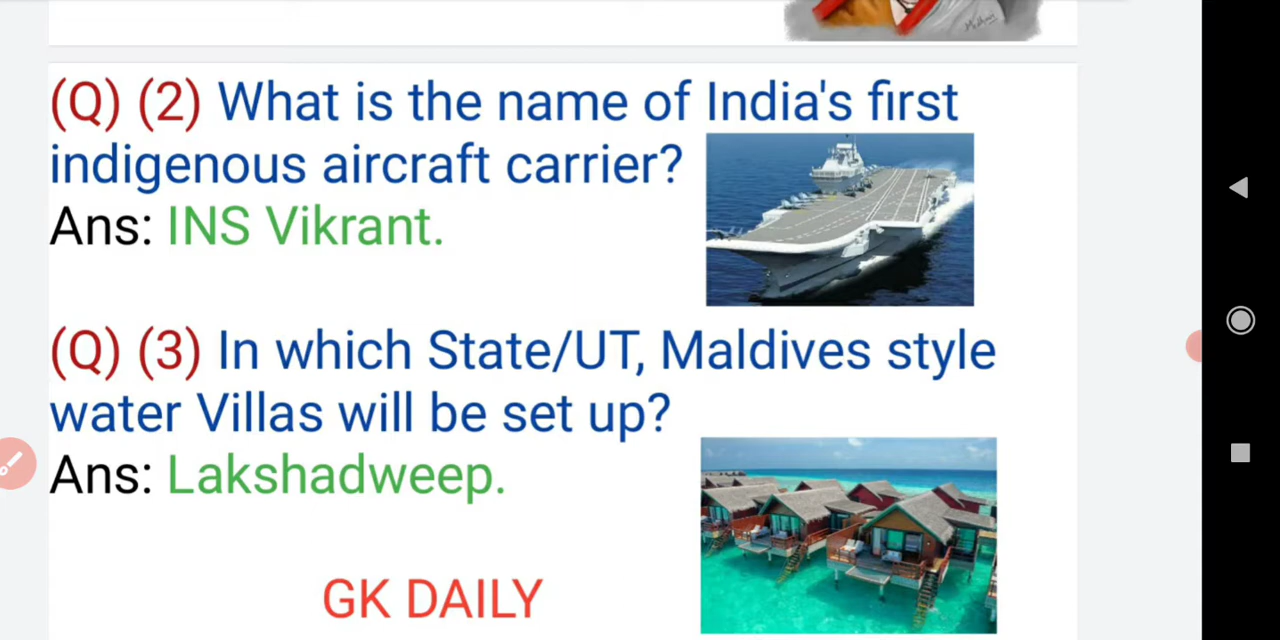 (Q) (2) What is the name of India's first
indigenous aircraft carrier?
Ans: INS Vikrant.
(Q) (3) In which State/UT, Maldives style
water Villas will be set up?
Ans: Lakshadweep.
GK DAILY